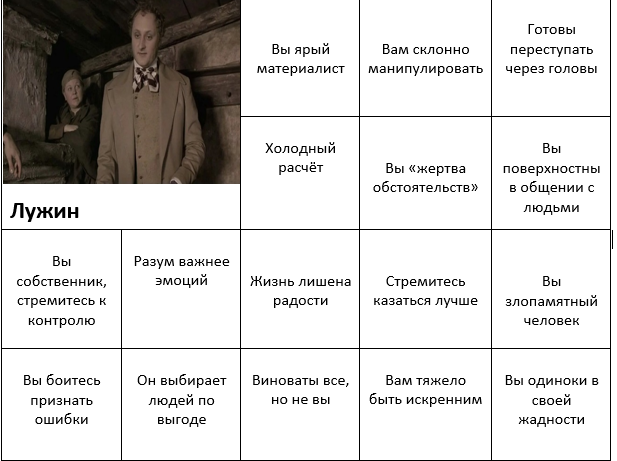 Вы ярый
материалист
Вам склонно
манипулировать
Готовы
переступать
через головы
Холодный
расчёт
Вы «жертва
обстоятельств»
Вы
поверхностны
в общении с
людьми
Лужин
Вы
собственник,
стремитесь к
контролю
Разум важнее
эмоций
Жизнь лишена
радости
Стремитесь
казаться лучше
Вы
злопамятный
человек
Вы боитесь
признать
ошибки
Он выбирает
людей по
выгоде
Виноваты все,
но не вы
Вам тяжело
быть искренним
Вы одиноки в
своей
жадности